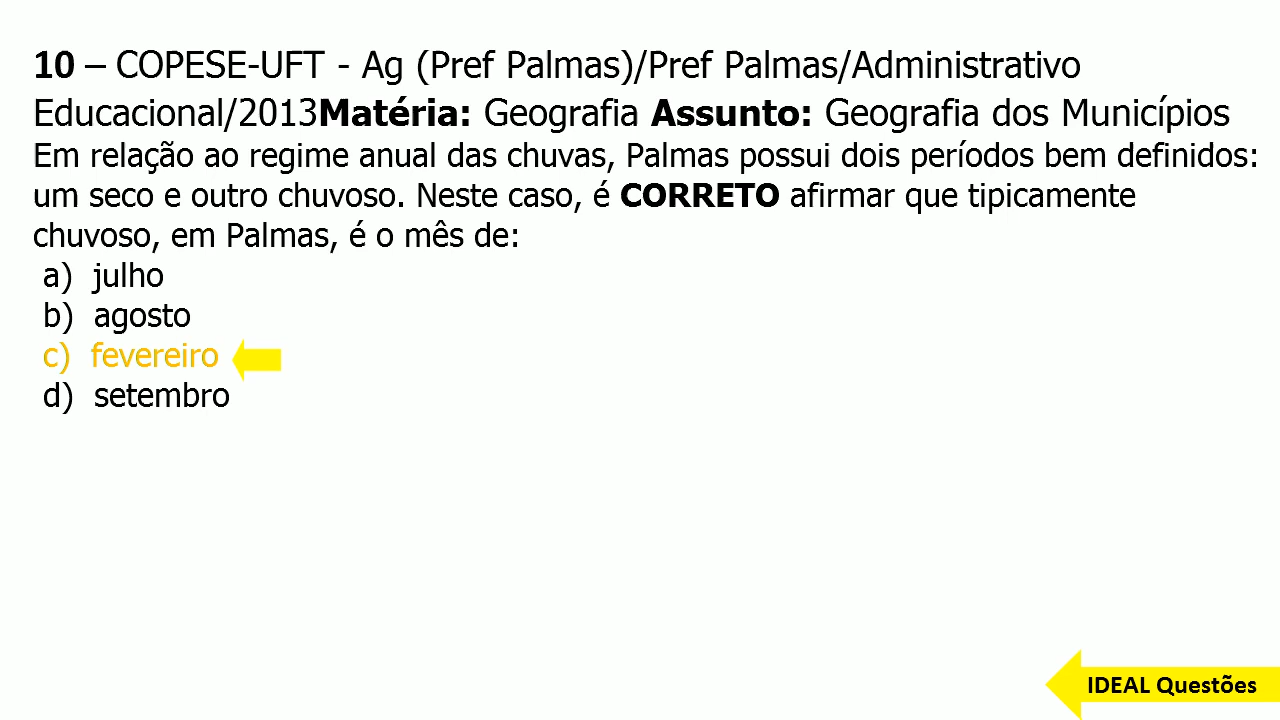 10 – COPESE-UFT - Ag (Pref Palmas)/Pref Palmas/Administrativo
Educacional/2013Matéria: Geografia Assunto: Geografia dos Municípios
Em relação ao regime anual das chuvas, Palmas possui dois períodos bem definidos:
um seco e outro chuvoso. Neste caso, é CORRETO afirmar que tipicamente
chuvoso, em Palmas, é o mês de:
a) julho
b) agosto
c) fevereiro
d) setembro
IDEAL Questões